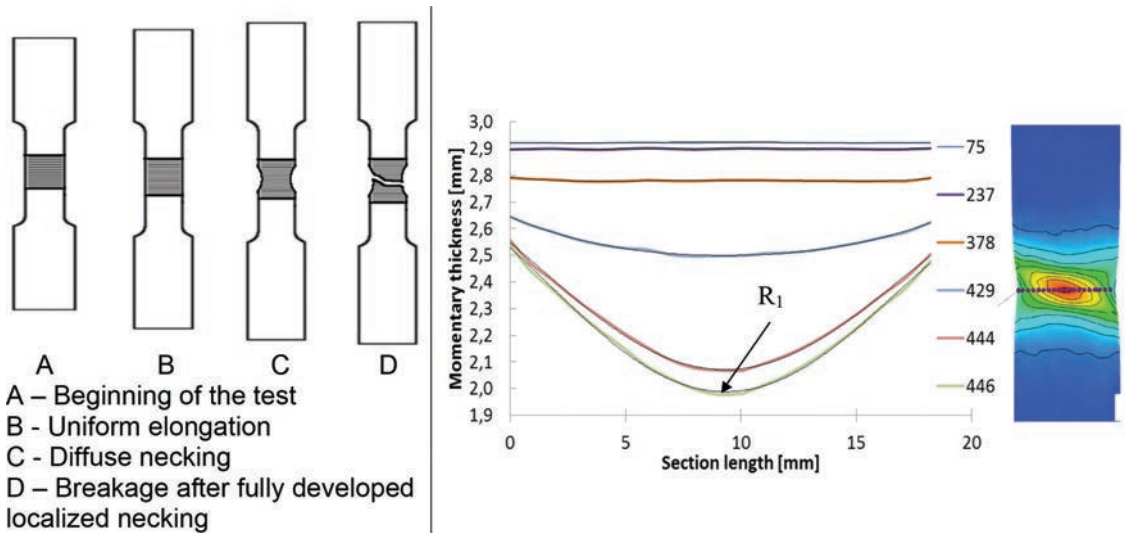 A B C D
A – Beginning of the test
B - Uniform elongation
C - Diffuse necking
D – Breakage after fully developed
localized necking
Momentary thickness [mm]
3,0
2,9
2,8
2,7
2,6
2,5
2,4
2,3
2,2
2,1
2,0
1,9
0 5 10 15 20
Section length [mm]
R1
75
237
378
429
444
446